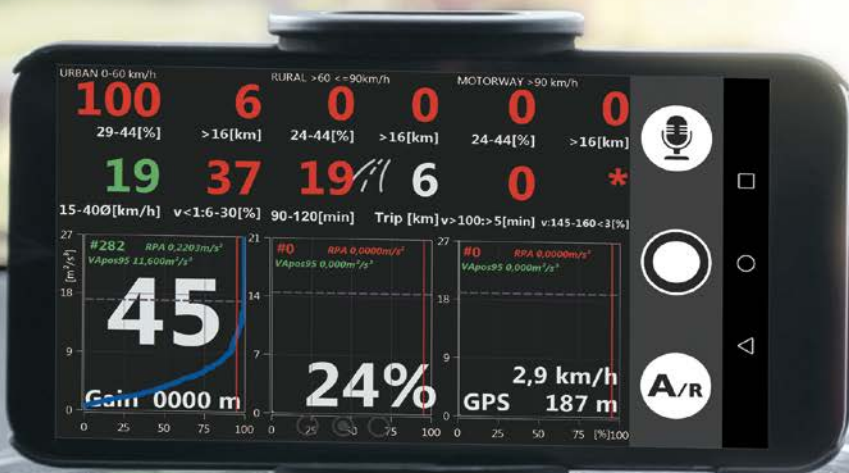 URBAN 0-60 km/h RURAL >60 <=90km/h MOTORWAY >90 km/h
100 6 0 0 0 0
29-44[%] >16[km] 24-44[%] >16[km] 24-44[%] >16[km]
19 37 19 6 0 *
15-40Ø[km/h] v<1:6-30[%] 90-120[min] Trip [km] v>100:>5[min] v:145-160<3[%]
27 #282 RPA 0,2203m/s² 21 #0 RPA 0,0000m/s² 27 #0 RPA 0,0000m/s²
[m²/s³] VApos95 11,600m²/s³ VApos95 0,000m²/s³ VApos95 0,000m²/s³
18 14 18
45
9 7 9
24% 2,9 km/h
Gain 0000 m GPS 187 m
0 0 0
0 25 50 75 100 0 25 50 75 100 0 25 50 75 [%]100
A/R